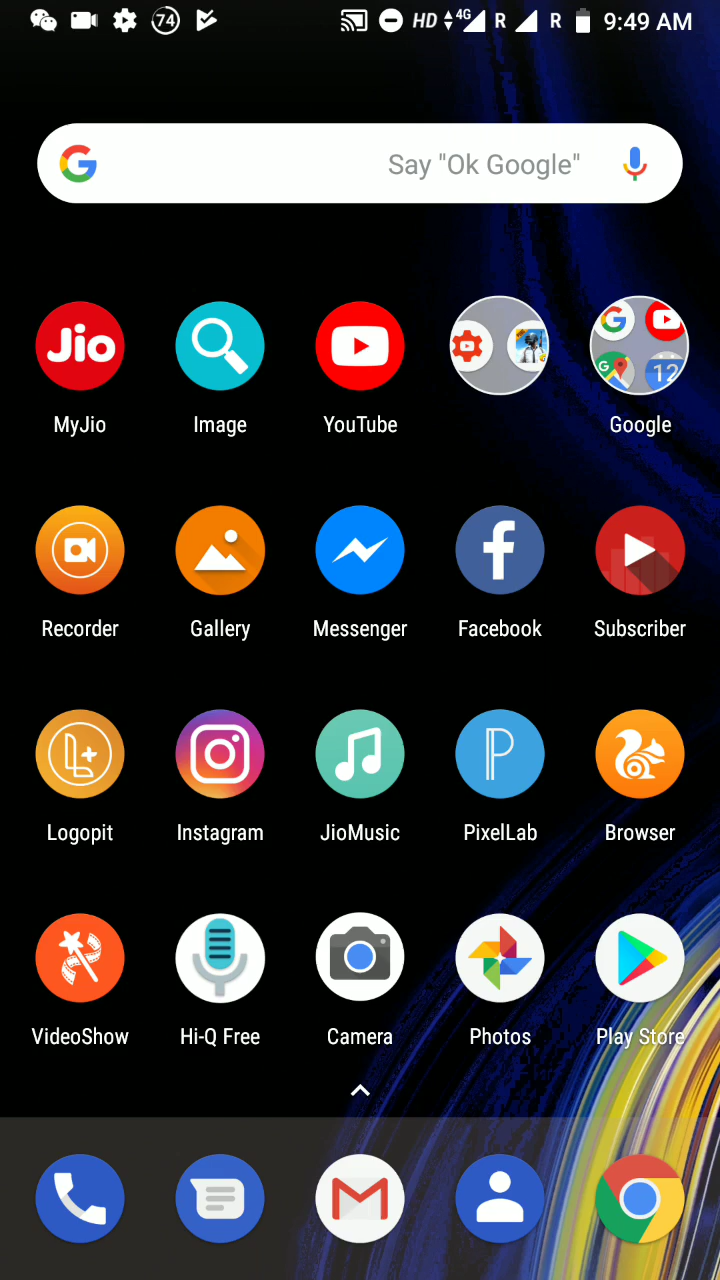 74 HD 4G R R 9:49 AM
G Say "Ok Google"
Jio G 12
MyJio Image YouTube Google
f
Recorder Gallery Messenger Facebook Subscriber
L+ P
Logopit Instagram JioMusic PixelLab Browser
VideoShow Hi-Q Free Camera Photos Play Store